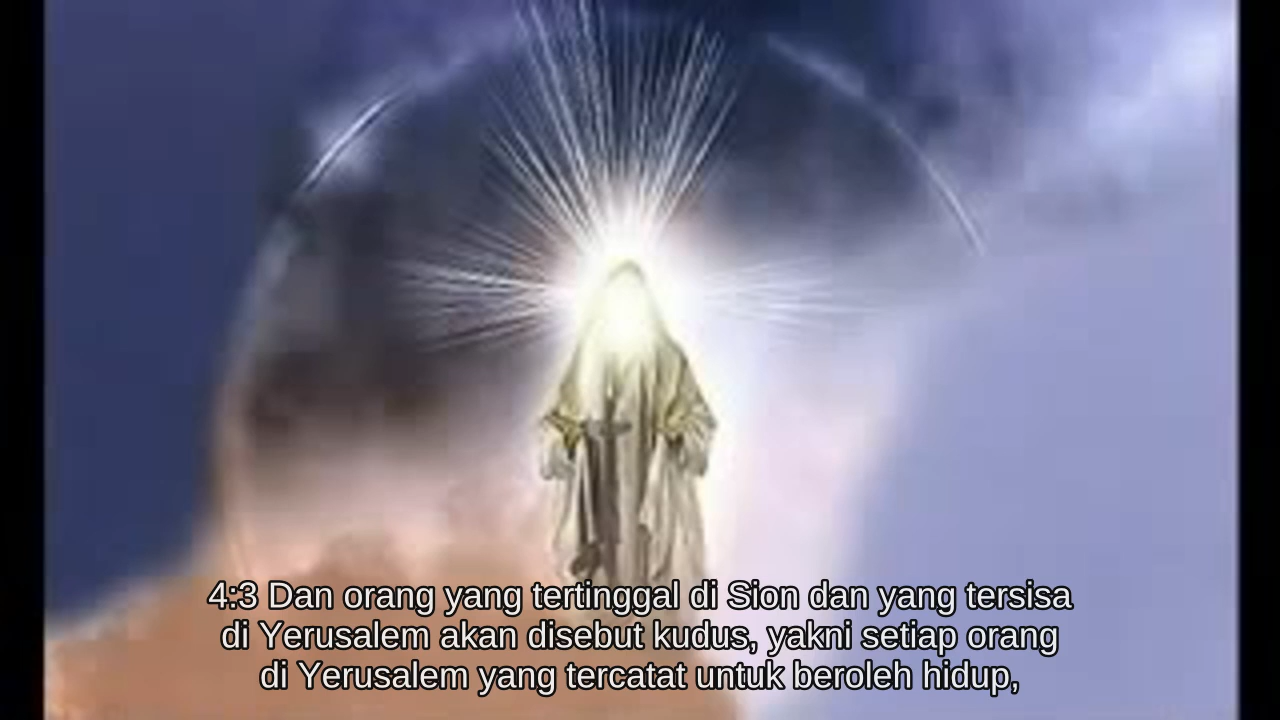 4:3 Dan orang yang tertinggal di Sion dan yang tersisa
di Yerusalem akan disebut kudus, yakni setiap orang
di Yerusalem yang tercatat untuk beroleh hidup,